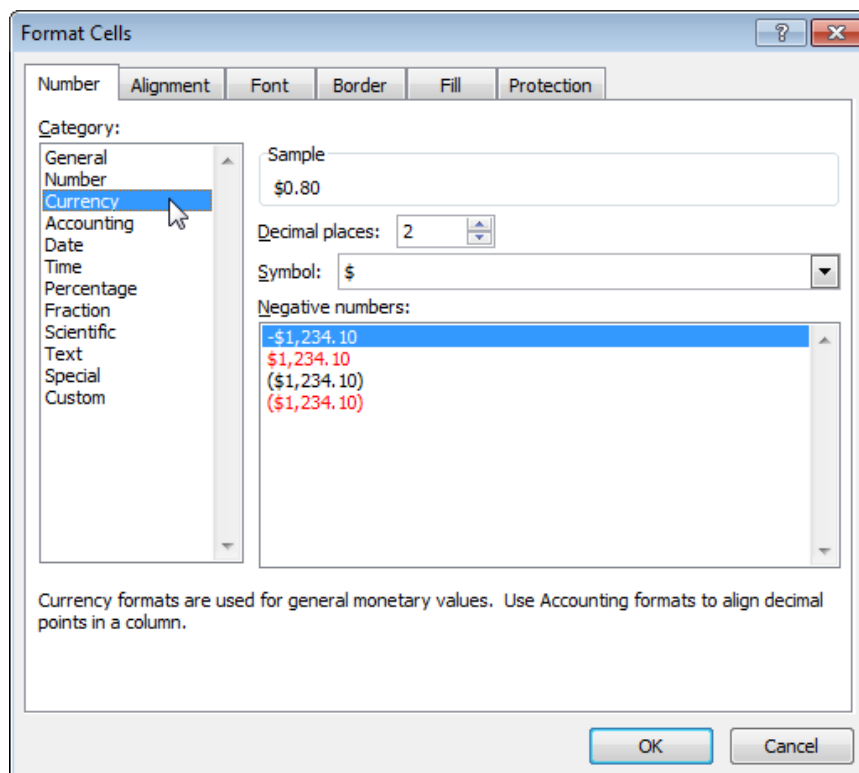 Format Cells
Number Alignment Font Border Fill Protection
Category:
General
Number
Currency
Accounting
Date
Time
Percentage
Fraction
Scientific
Text
Special
Custom
Sample
$0.80
Decimal places: 2
Symbol: $
Negative numbers:
-$1,234.10
$1,234.10
($1,234.10)
($1,234.10)
Currency formats are used for general monetary values.  Use Accounting formats to align decimal
points in a column.
OK Cancel